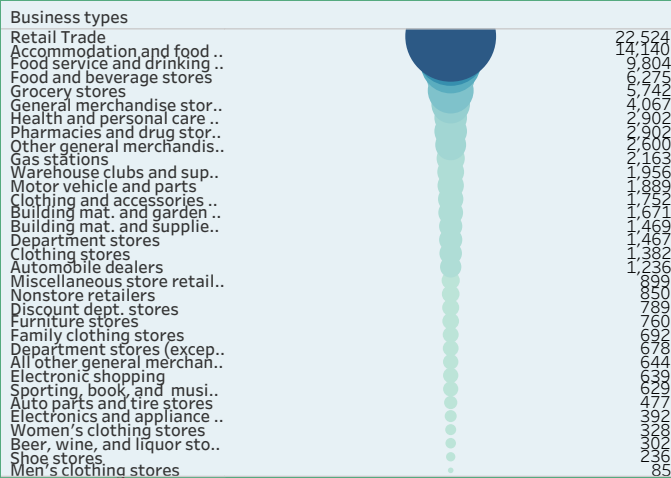 Business types
Retail Trade 22,524
Accommodation and food .. 14,140
Food service and drinking .. 9,804
Food and beverage stores 6,275
Grocery stores 5,742
General merchandise stor.. 4,067
Health and personal care .. 2,902
Pharmacies and drug stor.. 2,902
Other general merchandis.. 2,600
Gas stations 2,163
Warehouse clubs and sup.. 1,956
Motor vehicle and parts 1,889
Clothing and accessories .. 1,752
Building mat. and garden .. 1,671
Building mat. and supplie.. 1,469
Department stores 1,467
Clothing stores 1,382
Automobile dealers 1,236
Miscellaneous store retail.. 899
Nonstore retailers 850
Discount dept. stores 789
Furniture stores 760
Family clothing stores 692
Department stores (excep.. 678
All other general merchan.. 644
Electronic shopping 639
Sporting, book, and musi.. 629
Auto parts and tire stores 477
Electronics and appliance .. 392
Women's clothing stores 328
Beer, wine, and liquor sto.. 302
Shoe stores 236
Men's clothing stores 85